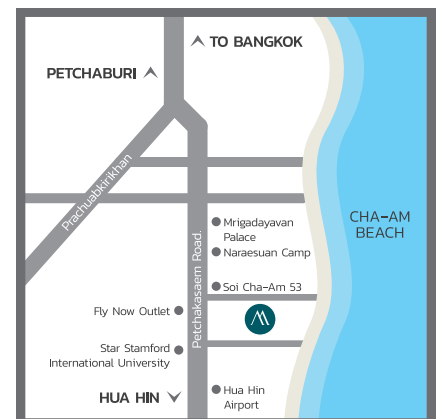 TO BANGKOK
PETCHABURI
Prachuabkirikhan
Petchakasaem Road.
Mrigadayavan
Palace
Naraesuan Camp
CHA-AM
BEACH
Soi Cha-Am 53
Fly Now Outlet
Star Stamford
International University
HUA HIN
Hua Hin
Airport